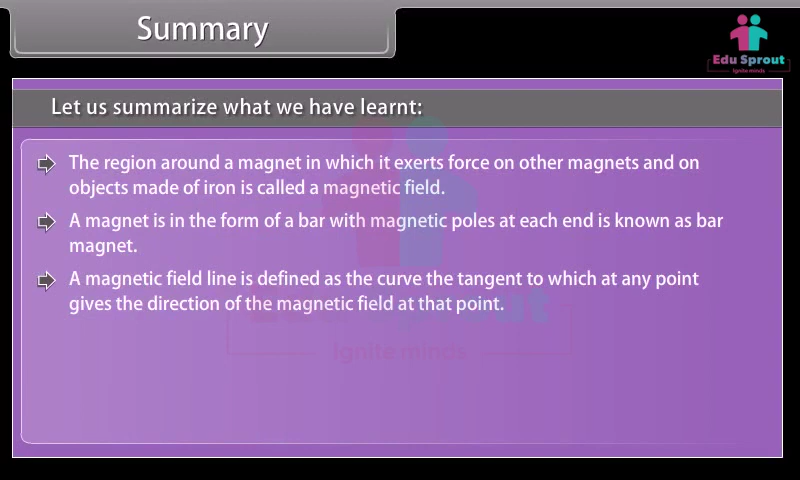 Summary
Edu Sprout
Ignite minds
Let us summarize what we have learnt:
The region around a magnet in which it exerts force on other magnets and on
objects made of iron is called a magnetic field.
A magnet is in the form of a bar with magnetic poles at each end is known as bar
magnet.
A magnetic field line is defined as the curve the tangent to which at any point
gives the direction of the magnetic field at that point.
Edu Sprout
Ignite minds